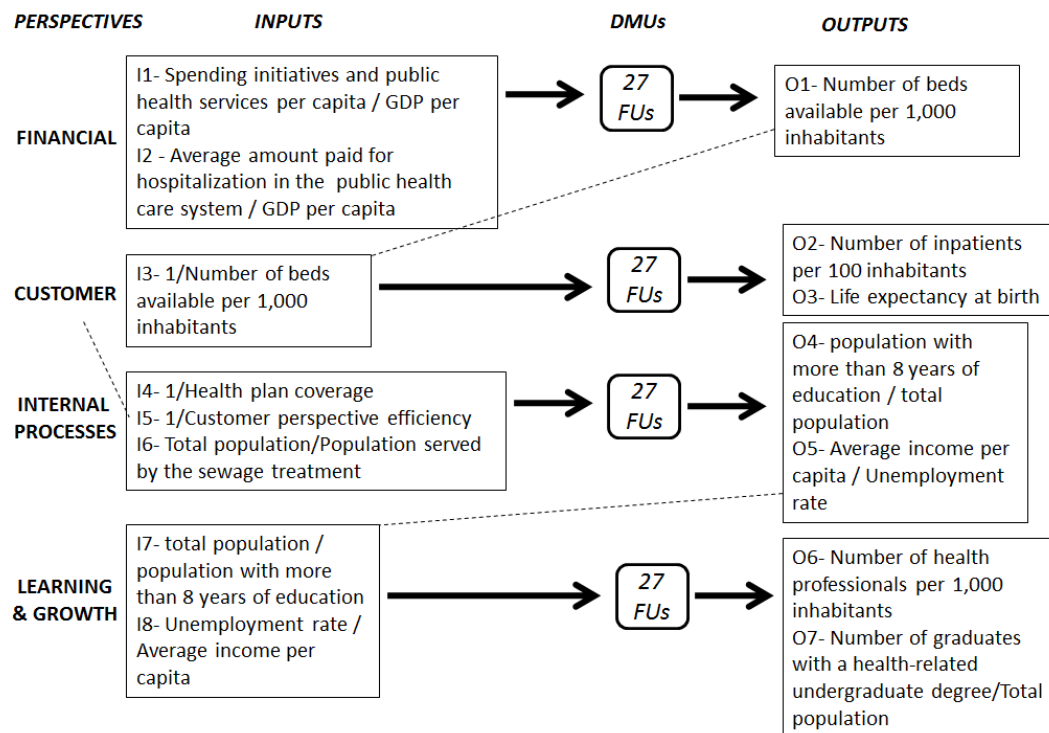 PERSPECTIVES INPUTS DMUs OUTPUTS
FINANCIAL
I1- Spending initiatives and public
health services per capita / GDP per
capita
I2 - Average amount paid for
hospitalization in the public health
care system / GDP per capita
27
FUs
O1- Number of beds
available per 1,000
inhabitants
CUSTOMER
I3- 1/Number of beds
available per 1,000
inhabitants
27
FUs
O2- Number of inpatients
per 100 inhabitants
O3- Life expectancy at birth
INTERNAL
PROCESSES
I4- 1/Health plan coverage
I5- 1/Customer perspective efficiency
I6- Total population/Population served
by the sewage treatment
27
FUs
O4- population with
more than 8 years of
education / total
population
O5- Average income per
capita / Unemployment
rate
LEARNING
& GROWTH
I7- total population /
population with more
than 8 years of education
I8- Unemployment rate /
Average income per
capita
27
FUs
O6- Number of health
professionals per 1,000
inhabitants
O7- Number of graduates
with a health-related
undergraduate degree/Total
population